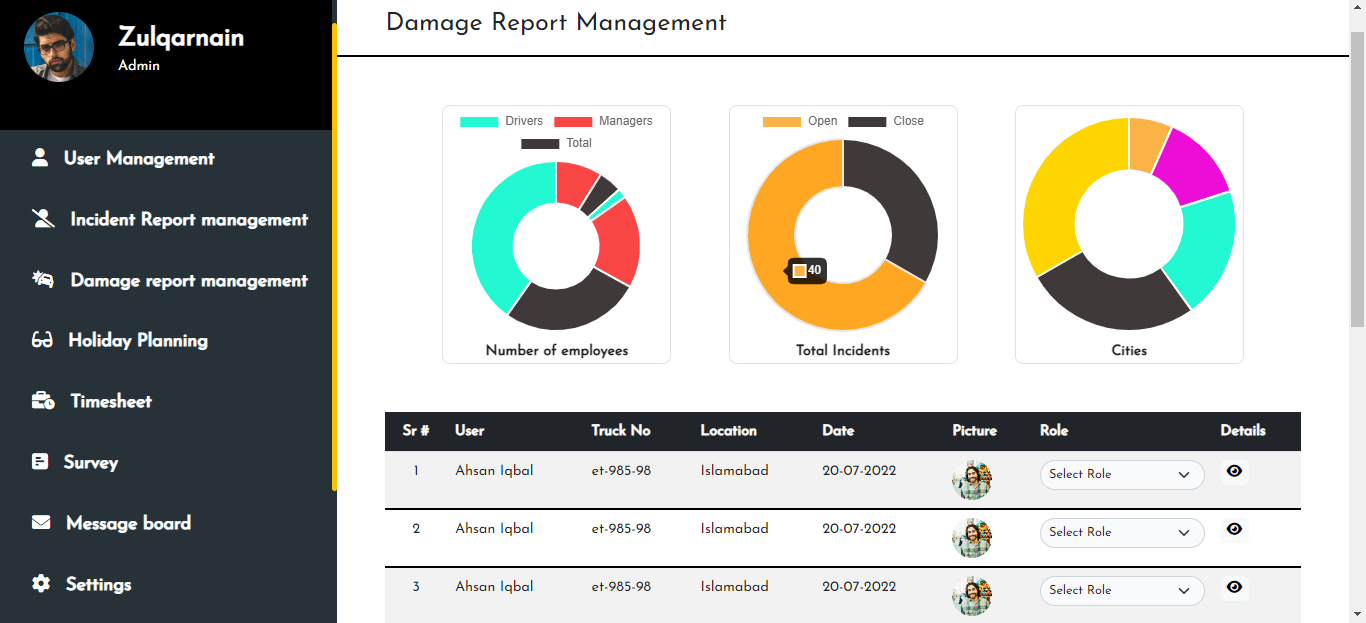 Zulqarnain
Admin
User Management
Incident Report management
Damage report management
Holiday Planning
Timesheet
Survey
Message board
Settings
Damage Report Management
Drivers Managers
Total
Number of employees
Open Close
40
Total Incidents
Cities
Sr # User Truck No Location Date Picture Role Details
1 Ahsan Iqbal et-985-98 Islamabad 20-07-2022 Select Role
2 Ahsan Iqbal et-985-98 Islamabad 20-07-2022 Select Role
3 Ahsan Iqbal et-985-98 Islamabad 20-07-2022 Select Role